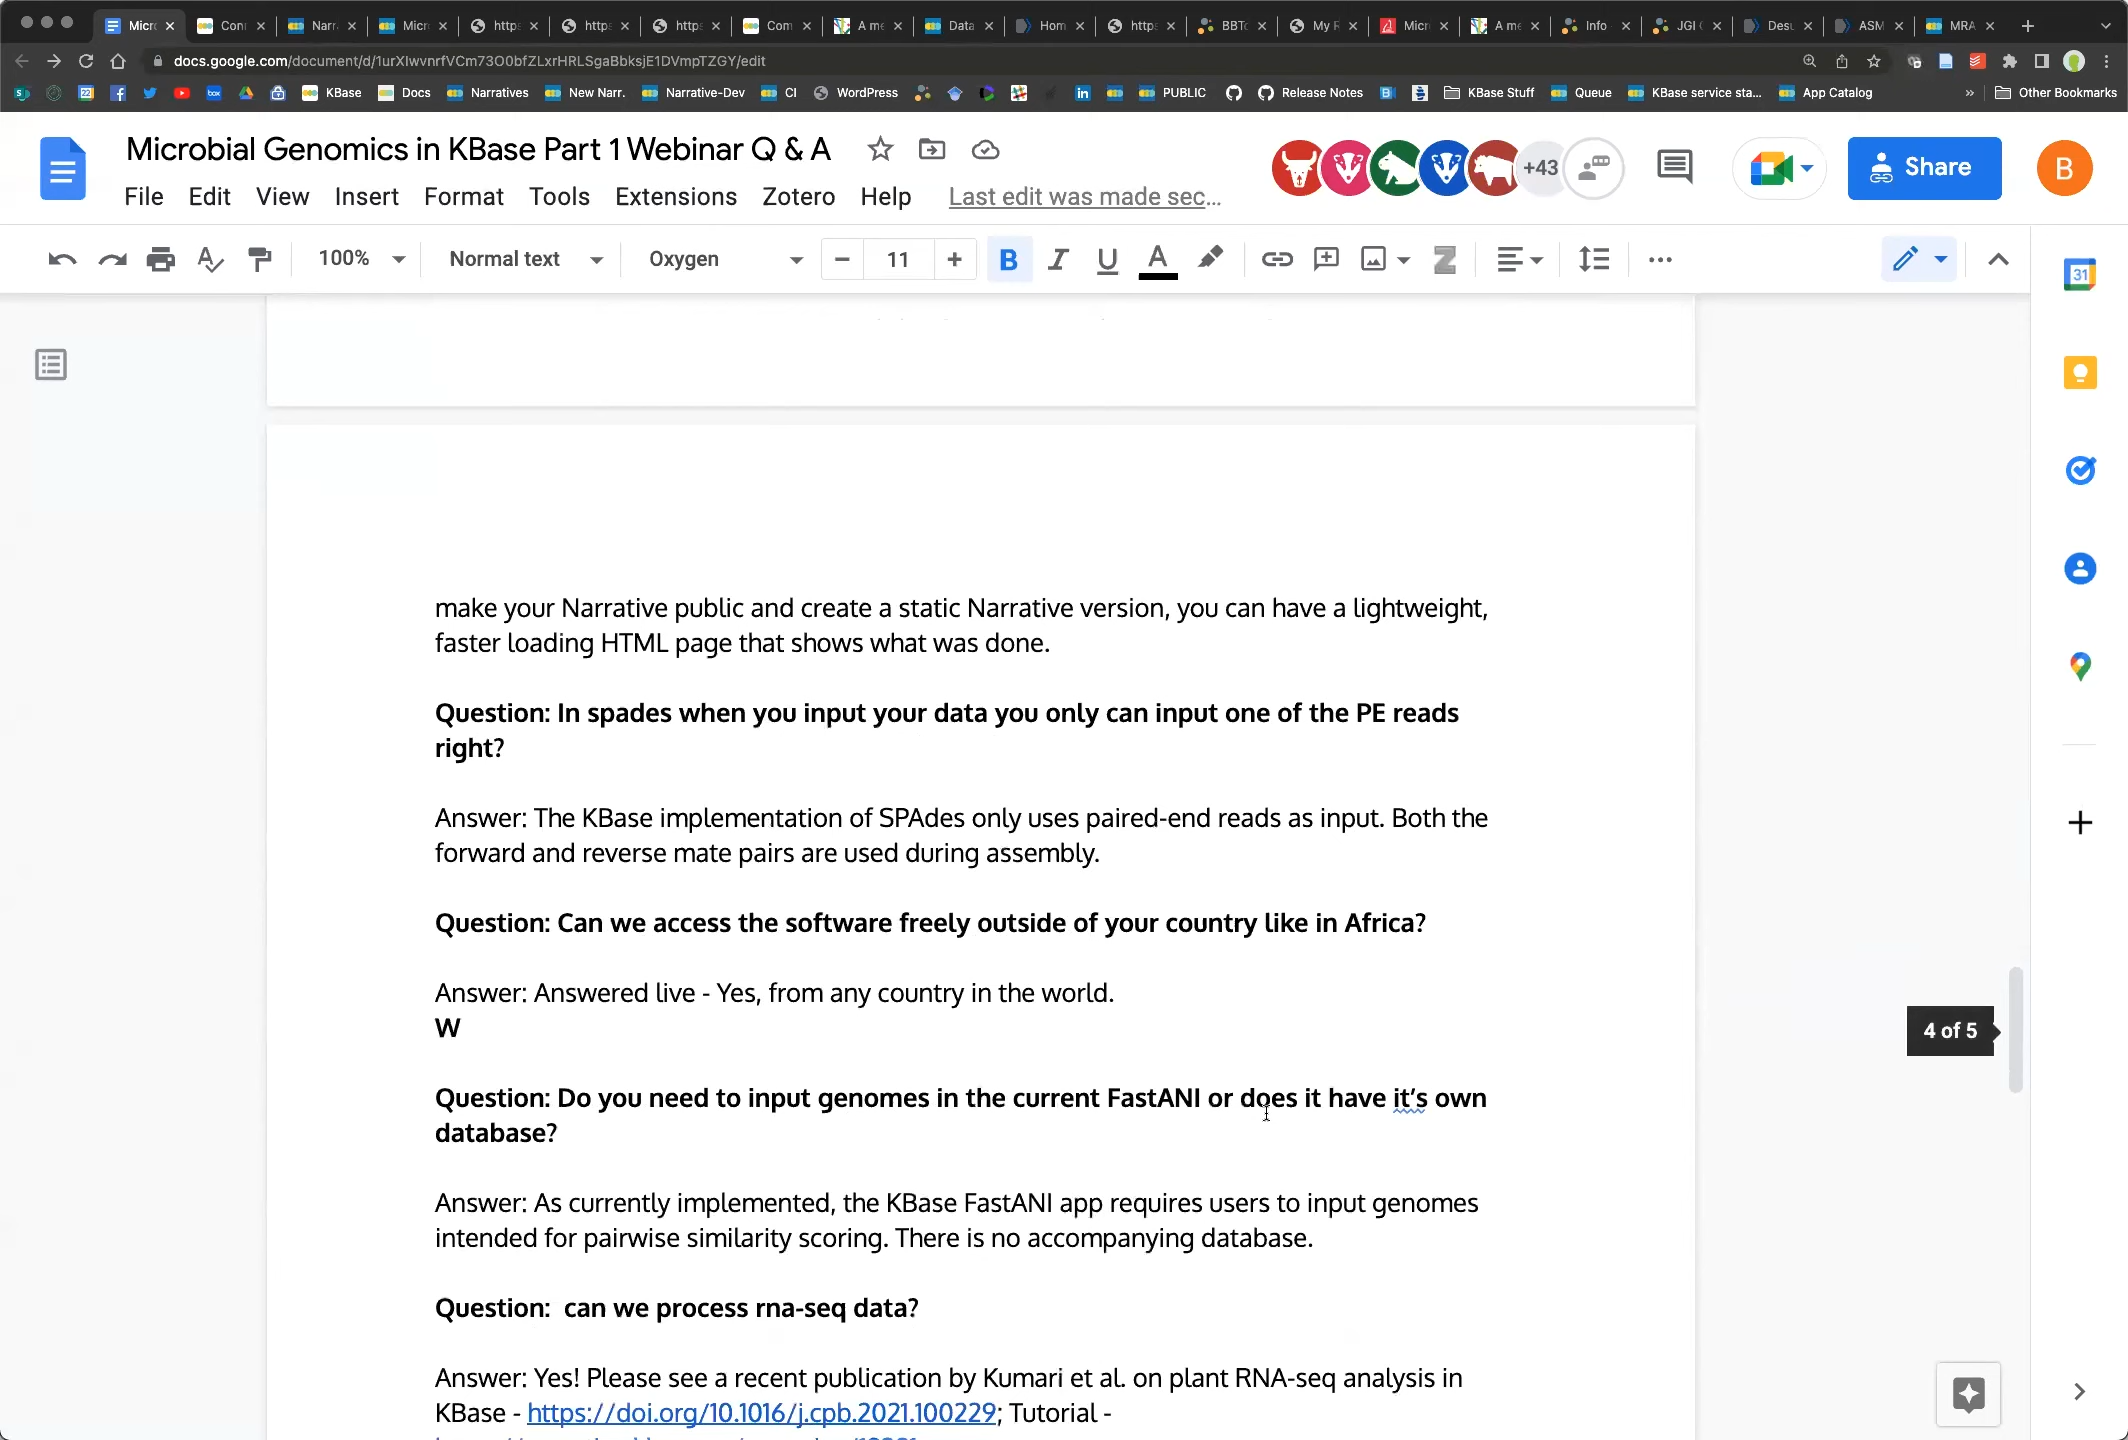 Micro
Con
Narr
Micro
http
http
http
Com
A me
Data
Hom
http
BBTo
My R
Micr
A me
Info
JGI
Desu
ASM
MRA
docs.google.com/document/d/1urXIwvnrfVCm73O0bfZLxrHRLSgaBbksjE1DVmpTZGY/edit
KBase Docs Narratives New Narr. Narrative-Dev CI WordPress PUBLIC Release Notes KBase Stuff Queue KBase service sta... App Catalog » Other Bookmarks
Microbial Genomics in KBase Part 1 Webinar Q & A
+43
Share
B
File Edit View Insert Format Tools Extensions Zotero Help Last edit was made sec...
100% Normal text Oxygen 11 B I U A
31
make your Narrative public and create a static Narrative version, you can have a lightweight,
faster loading HTML page that shows what was done.
Question: In spades when you input your data you only can input one of the PE reads
right?
Answer: The KBase implementation of SPAdes only uses paired-end reads as input. Both the
forward and reverse mate pairs are used during assembly.
Question: Can we access the software freely outside of your country like in Africa?
Answer: Answered live - Yes, from any country in the world.
W
4 of 5
Question: Do you need to input genomes in the current FastANI or does it have it’s own
database?
Answer: As currently implemented, the KBase FastANI app requires users to input genomes
intended for pairwise similarity scoring. There is no accompanying database.
Question:  can we process rna-seq data?
Answer: Yes! Please see a recent publication by Kumari et al. on plant RNA-seq analysis in
KBase - https://doi.org/10.1016/j.cpb.2021.100229; Tutorial -